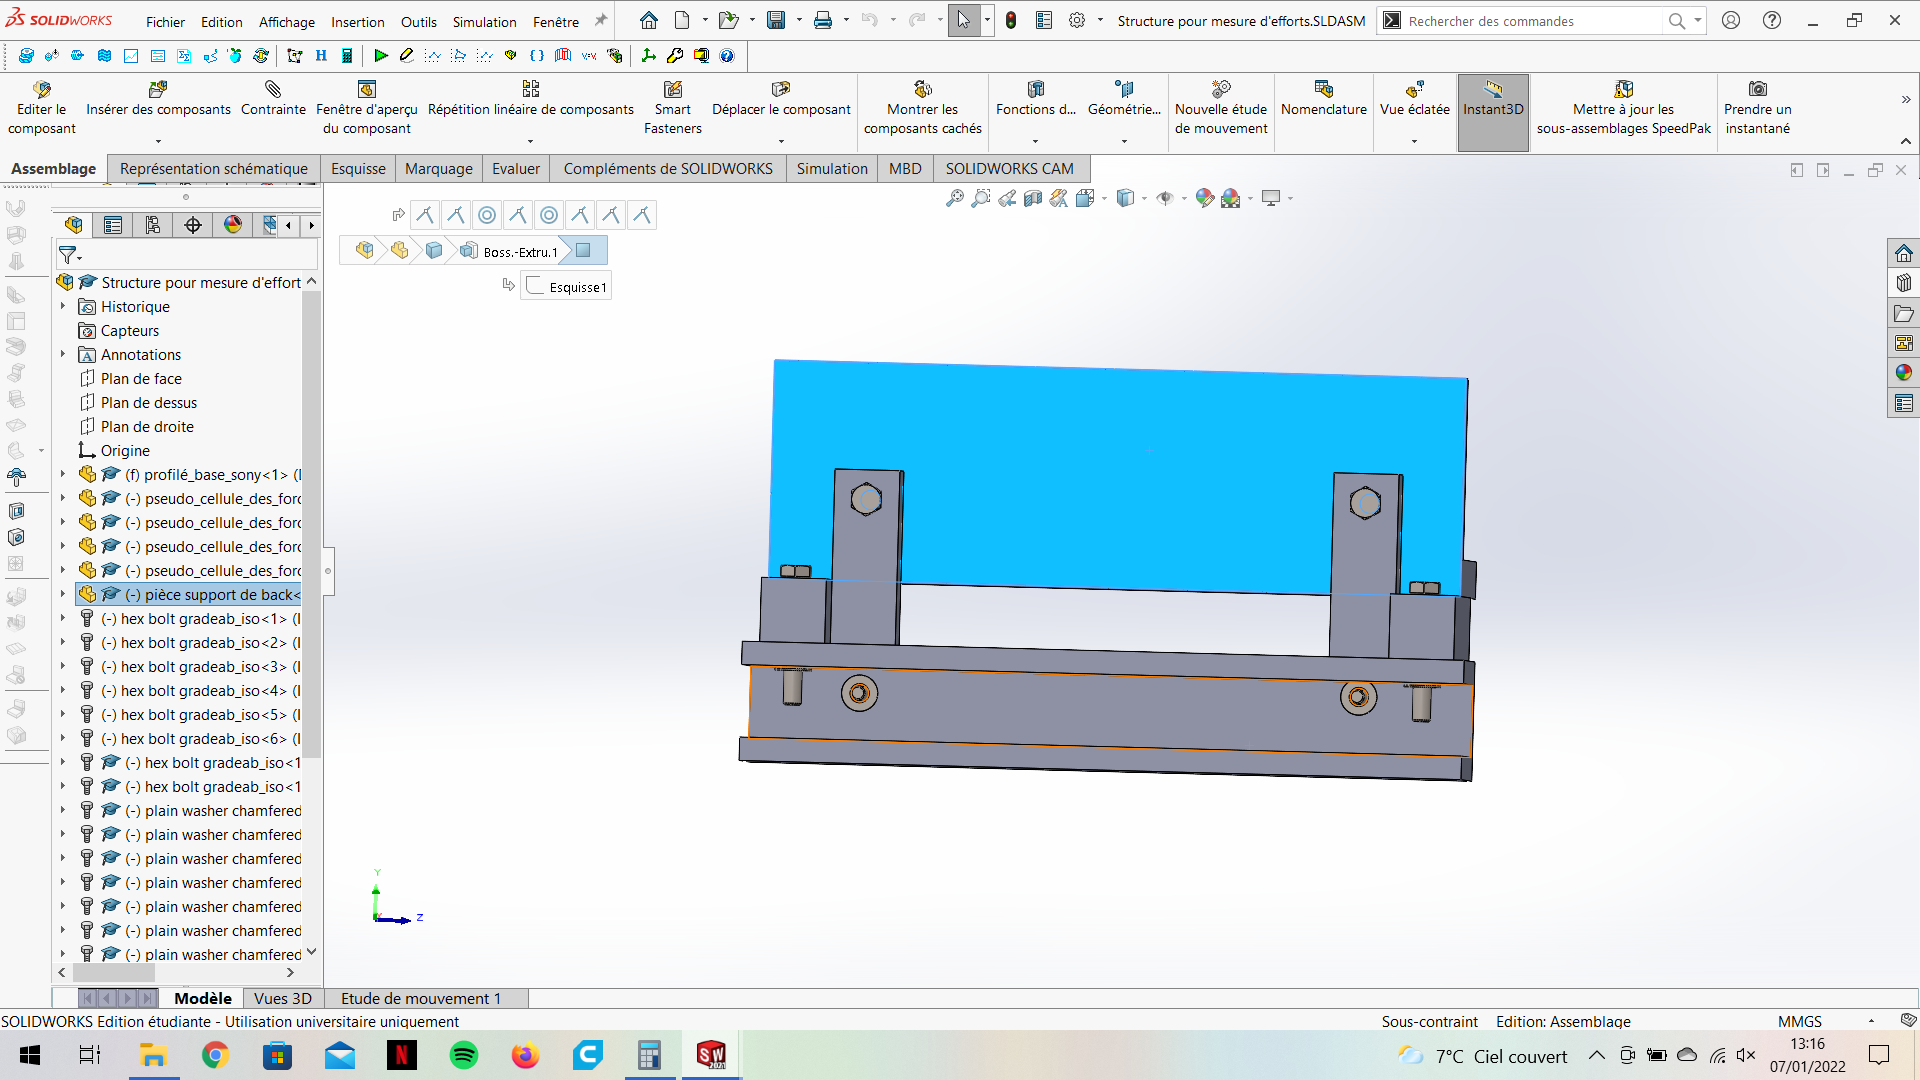 SOLIDWORKS
Fichier Edition Affichage Insertion Outils Simulation Fenêtre
Structure pour mesure d'efforts.SLDASM
Rechercher des commandes
Editer le composant
Insérer des composants
Contrainte
Fenêtre d'aperçu du composant
Répétition linéaire de composants
Smart Fasteners
Déplacer le composant
Montrer les composants cachés
Fonctions d...
Géométrie...
Nouvelle étude de mouvement
Nomenclature
Vue éclatée
Instant3D
Mettre à jour les sous-assemblages SpeedPak
Prendre un instantané
Assemblage Représentation schématique Esquisse Marquage Evaluer Compléments de SOLIDWORKS Simulation MBD SOLIDWORKS CAM
Boss.-Extru.1
Esquisse1
Structure pour mesure d'effort
Historique
Capteurs
Annotations
Plan de face
Plan de dessus
Plan de droite
Origine
(f) profilé_base_sony<1> (
(-) pseudo_cellule_des_forc
(-) pseudo_cellule_des_forc
(-) pseudo_cellule_des_forc
(-) pseudo_cellule_des_forc
(-) pièce support de back<
(-) hex bolt gradeab_iso<1> (
(-) hex bolt gradeab_iso<2> (
(-) hex bolt gradeab_iso<3> (
(-) hex bolt gradeab_iso<4> (
(-) hex bolt gradeab_iso<5> (
(-) hex bolt gradeab_iso<6> (
(-) hex bolt gradeab_iso<1
(-) hex bolt gradeab_iso<1
(-) plain washer chamfered
(-) plain washer chamfered
(-) plain washer chamfered
(-) plain washer chamfered
(-) plain washer chamfered
(-) plain washer chamfered
(-) plain washer chamfered
Y
Z
Modèle Vues 3D Etude de mouvement 1
SOLIDWORKS Edition étudiante - Utilisation universitaire uniquement
Sous-contraint Edition: Assemblage MMGS
7°C Ciel couvert
13:16
07/01/2022